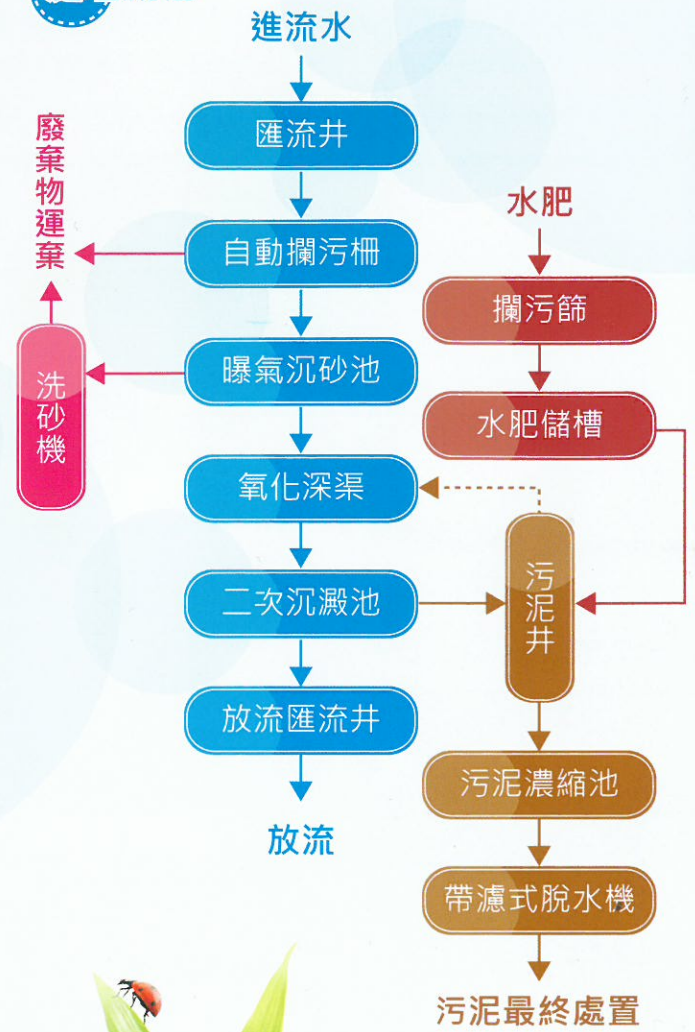 進流水
匯流井
自動攔污柵
曝氣沉砂池
氧化深渠
二次沉澱池
放流匯流井
放流
廢棄物運棄
洗砂機
水肥
攔污篩
水肥儲槽
污泥井
污泥濃縮池
帶濾式脫水機
污泥最終處置